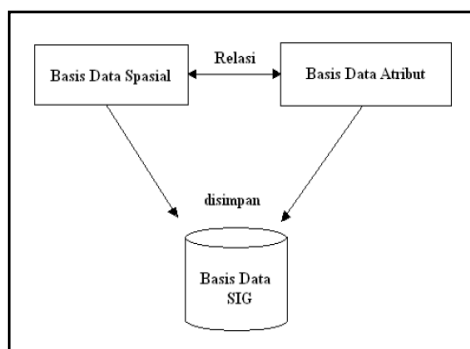 Relasi
Basis Data Spasial
Basis Data Atribut
disimpan
Basis Data
SIG